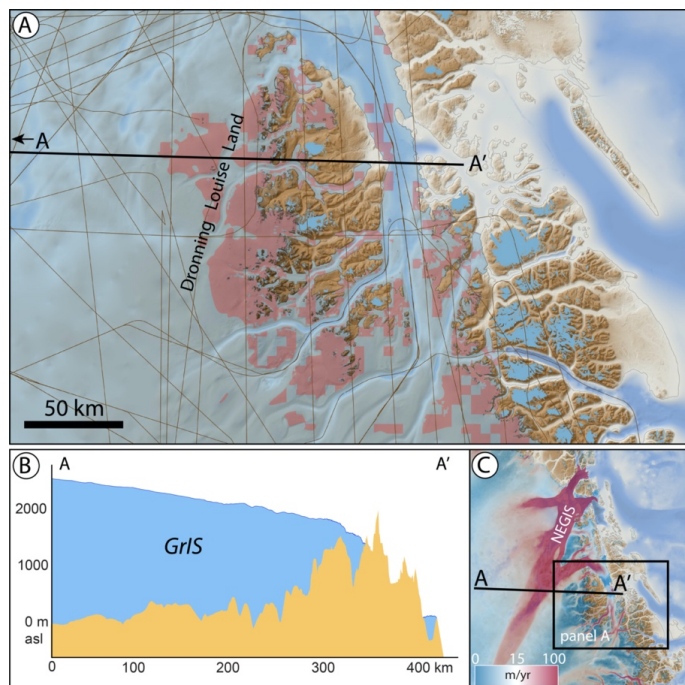 A
A
A'
Dronning Louise Land
50 km
B
A
A'
2000
1000
0 m
asl
GrIS
0
100
200
300
400 km
C
NEGIS
A
A'
panel A
0
15
100
m/yr